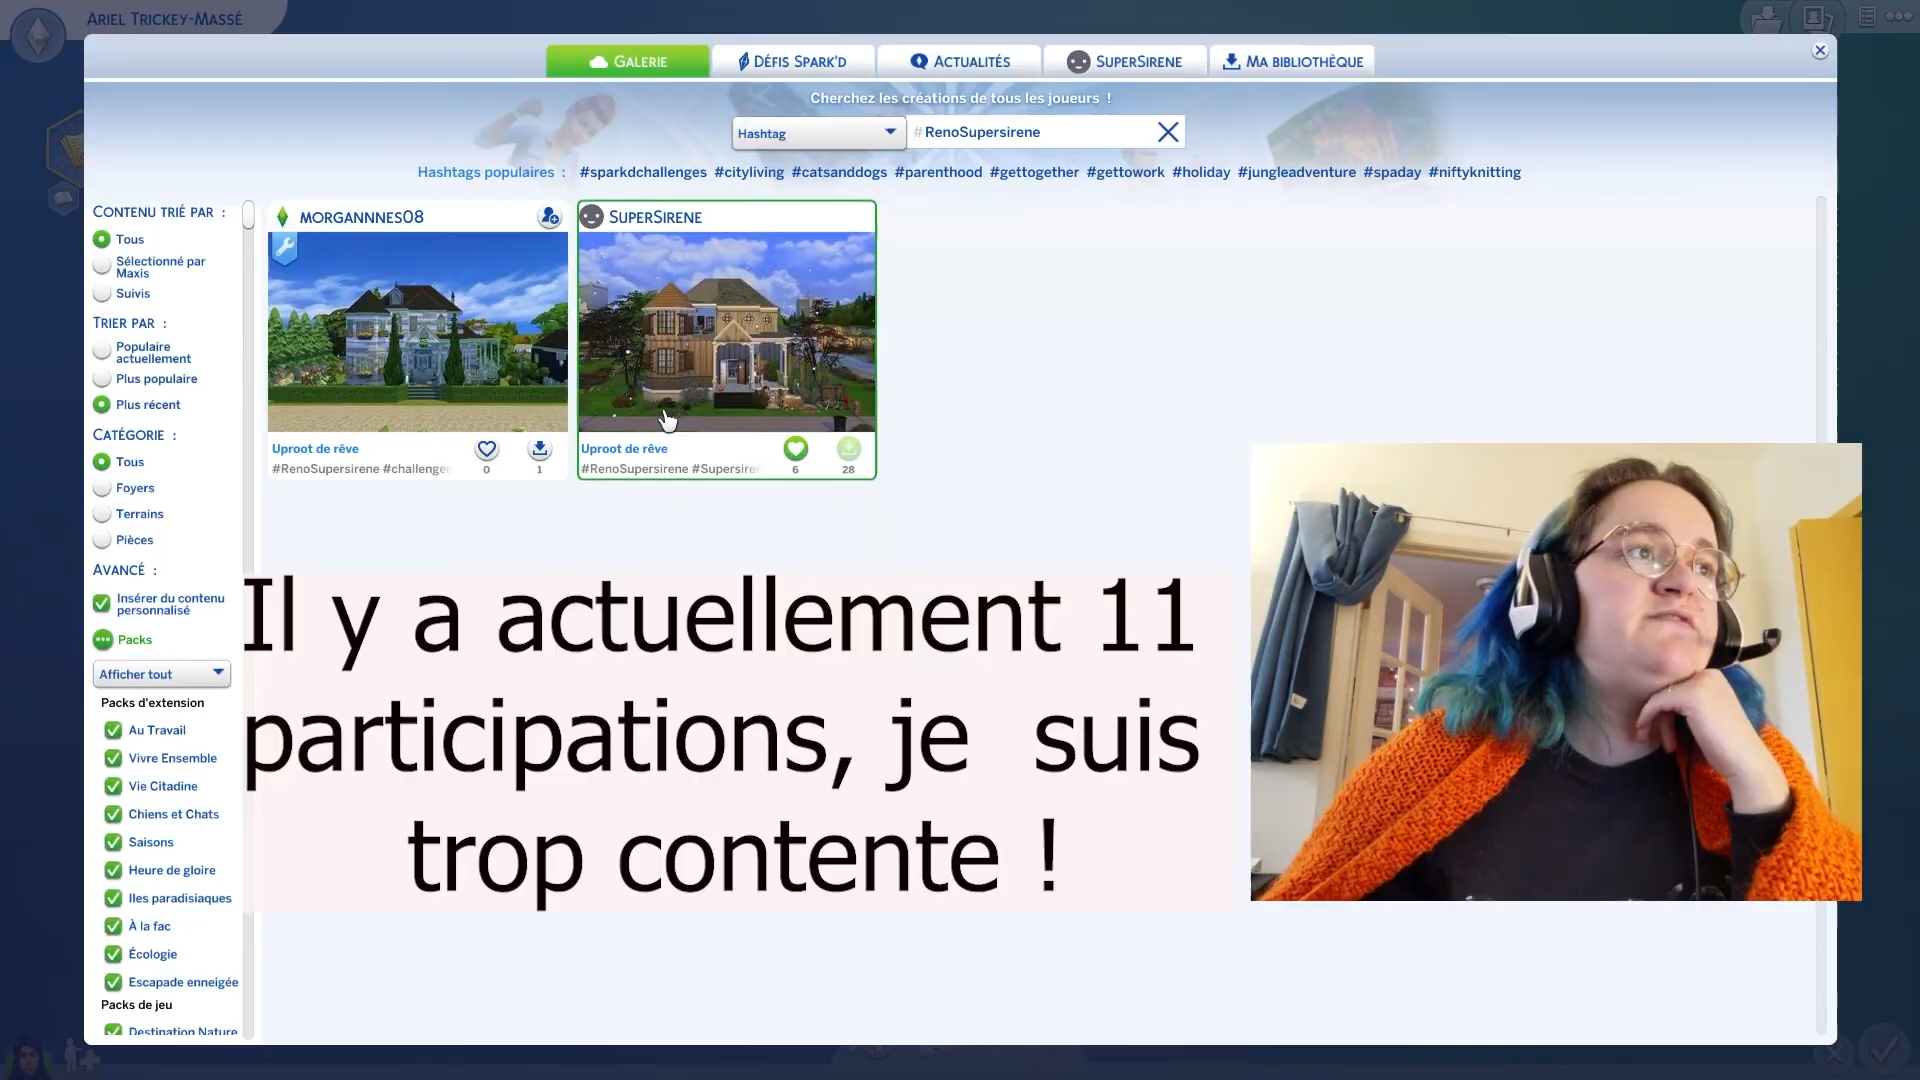 ARIEL TRICKEY-MASSÉ
GALERIE
DÉFIS SPARK'D
ACTUALITÉS
SUPERSIRENE
MA BIBLIOTHÈQUE
Cherchez les créations de tous les joueurs !
Hashtag
#RenoSupersirene
Hashtags populaires : #sparkdchallenges #cityliving #catsanddogs #parenthood #gettogether #gettowork #holiday #jungleadventure #spaday #niftyknitting
CONTENU TRIÉ PAR :
Tous
Sélectionné par
Maxis
Suivis
TRIER PAR :
Populaire
actuellement
Plus populaire
Plus récent
CATÉGORIE :
Tous
Foyers
Terrains
Pièces
AVANCÉ :
Insérer du contenu
personnalisé
Packs
Afficher tout
Packs d'extension
Au Travail
Vivre Ensemble
Vie Citadine
Chiens et Chats
Saisons
Heure de gloire
Iles paradisiaques
À la fac
Écologie
Escapade enneigée
Packs de jeu
Destination Nature
MORGANNNES08
Uproot de rêve
#RenoSupersirene #challenge
0
1
SUPERSIRENE
Uproot de rêve
#RenoSupersirene #Supersire
6
28
Il y a actuellement 11
participations, je suis
trop contente !